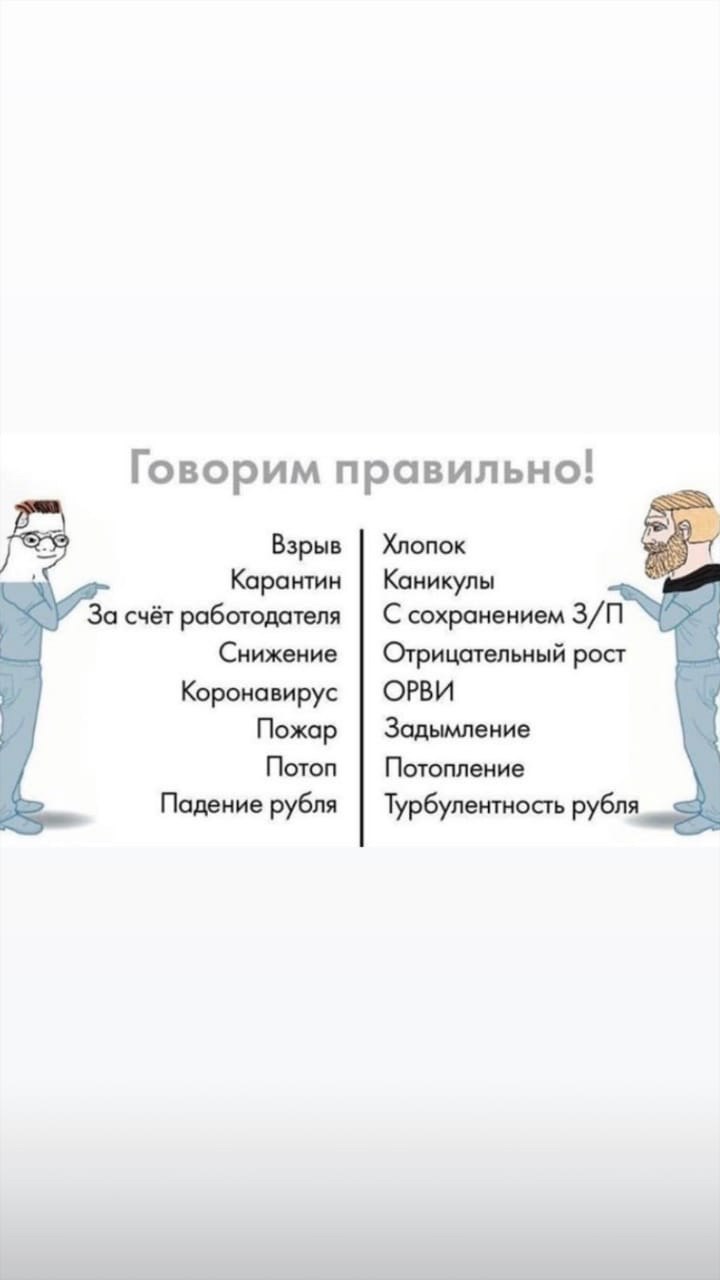 Говорим правильно!
Взрыв Хлопок
Карантин Каникулы
За счёт работодателя С сохранением З/П
Снижение Отрицательный рост
Коронавирус ОРВИ
Пожар Задымление
Потоп Потопление
Падение рубля Турбулентность рубля